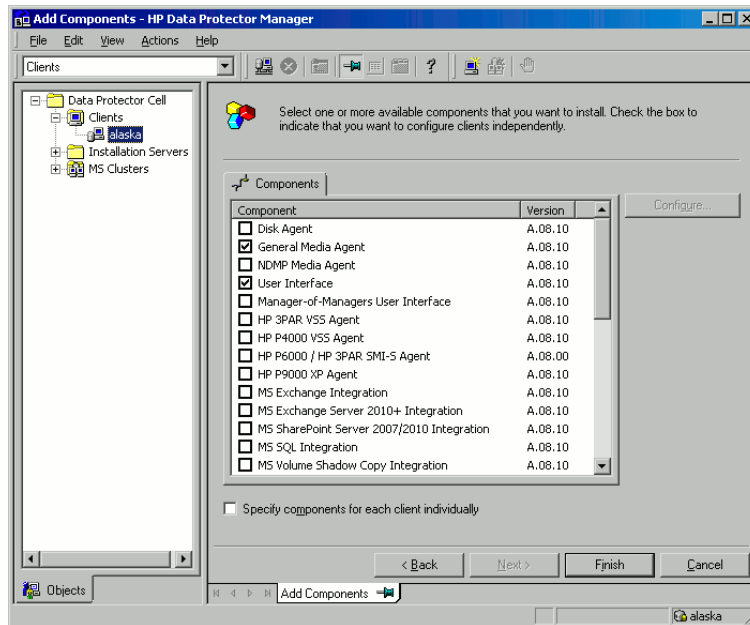 Add Components - HP Data Protector Manager
File Edit View Actions Help
Clients
Data Protector Cell
Clients
alaska
Installation Servers
MS Clusters
Objects
Select one or more available components that you want to install. Check the box to
indicate that you want to configure clients independently.
Components
Configure...
Component Version
Disk Agent A.08.10
General Media Agent A.08.10
NDMP Media Agent A.08.10
User Interface A.08.10
Manager-of-Managers User Interface A.08.10
HP 3PAR VSS Agent A.08.10
HP P4000 VSS Agent A.08.10
HP P6000 / HP 3PAR SMI-S Agent A.08.00
HP P9000 XP Agent A.08.10
MS Exchange Integration A.08.10
MS Exchange Server 2010+ Integration A.08.10
MS SharePoint Server 2007/2010 Integration A.08.10
MS SQL Integration A.08.10
MS Volume Shadow Copy Integration A.08.10
Specify components for each client individually
< Back Next > Finish Cancel
Add Components
alaska